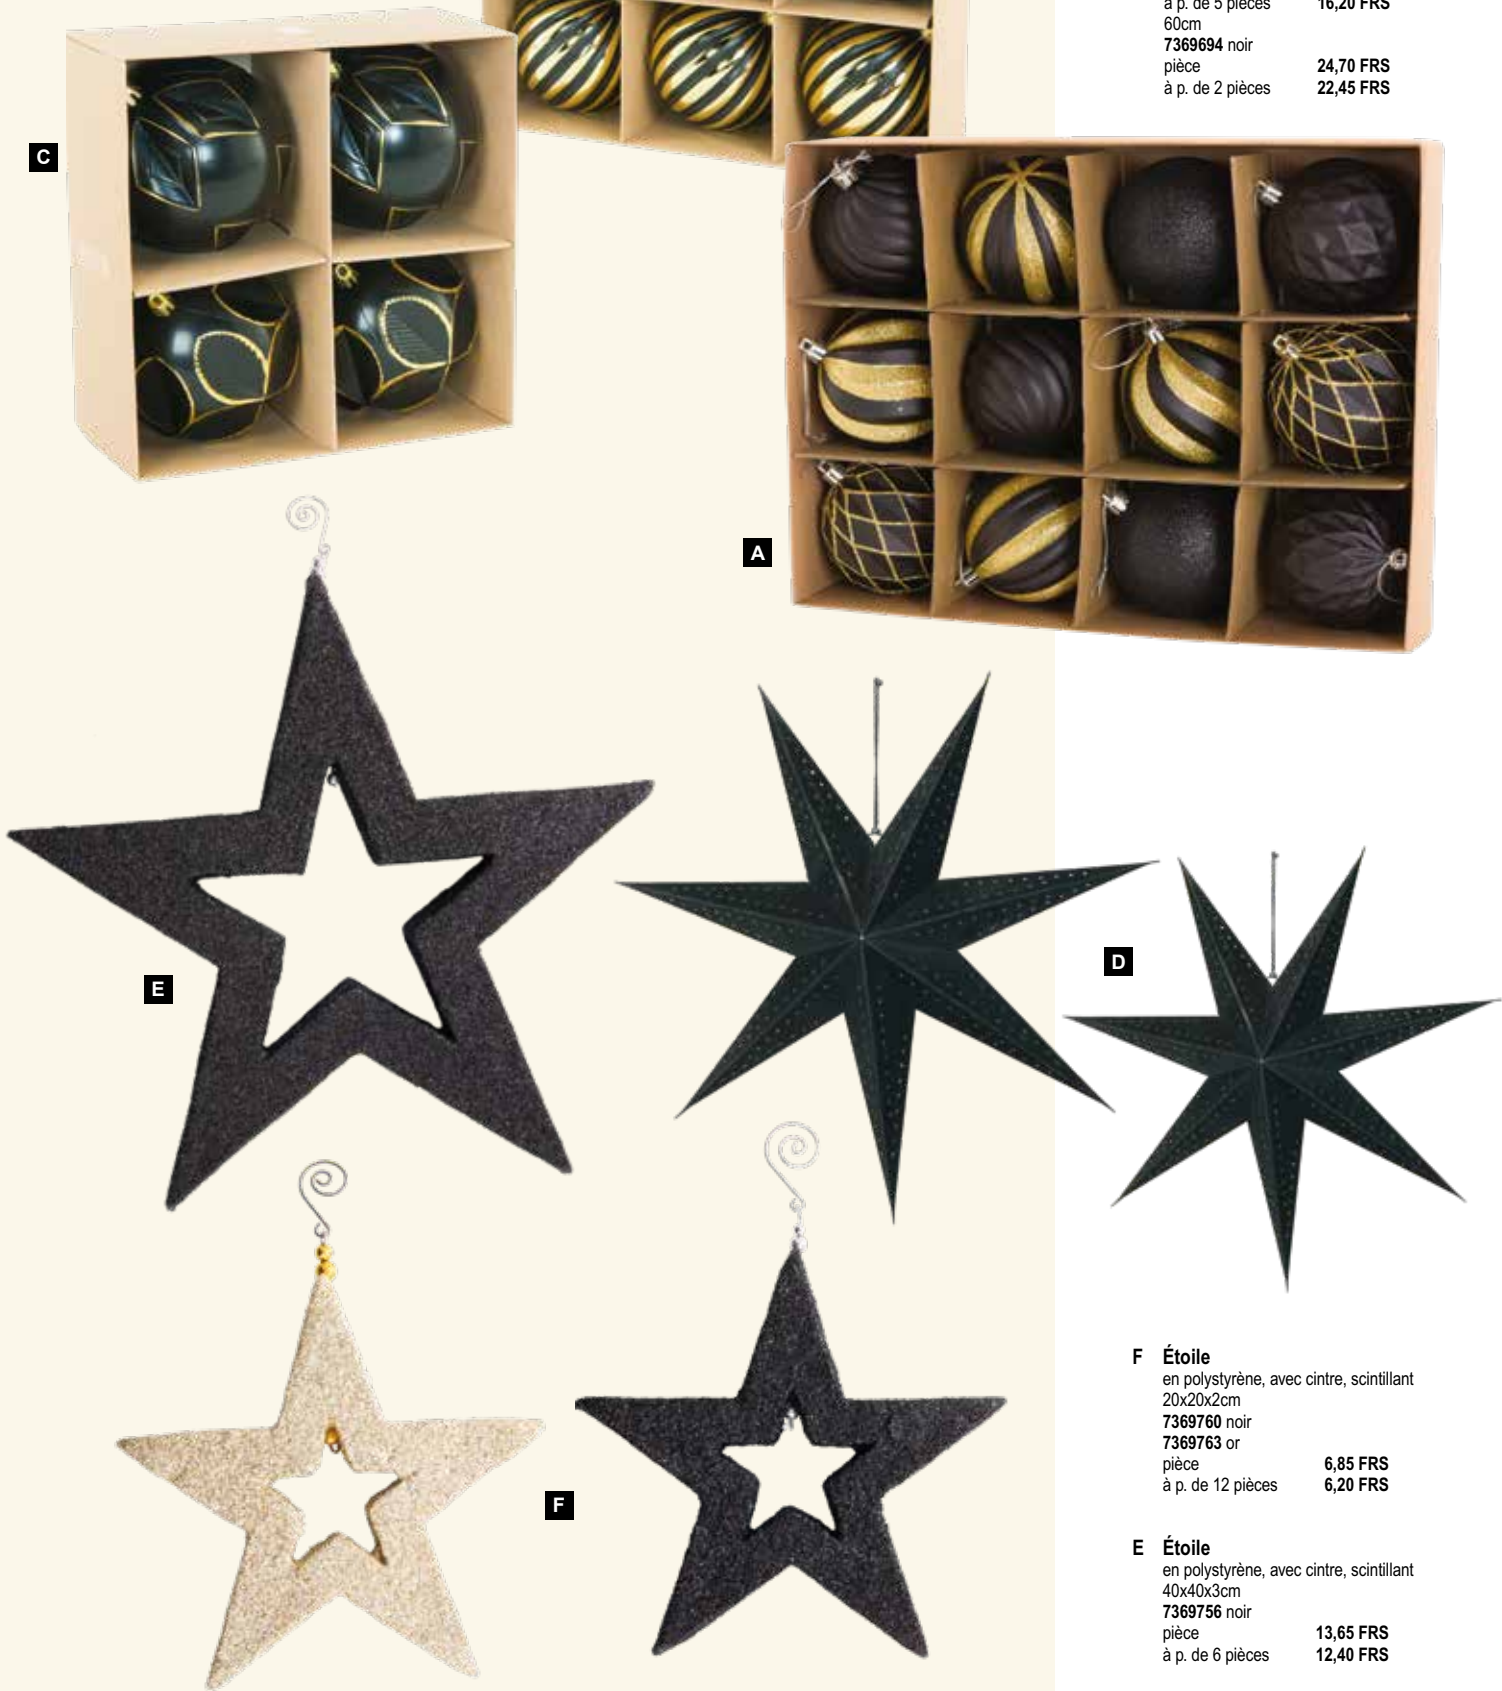 à p. de 5 pièces 16,20 FRS
60cm
7369694 noir
pièce 24,70 FRS
à p. de 2 pièces 22,45 FRS
C
A
E
D
F
F Étoile
en polystyrène, avec cintre, scintillant
20x20x2cm
7369760 noir
7369763 or
pièce 6,85 FRS
à p. de 12 pièces 6,20 FRS
E Étoile
en polystyrène, avec cintre, scintillant
40x40x3cm
7369756 noir
pièce 13,65 FRS
à p. de 6 pièces 12,40 FRS